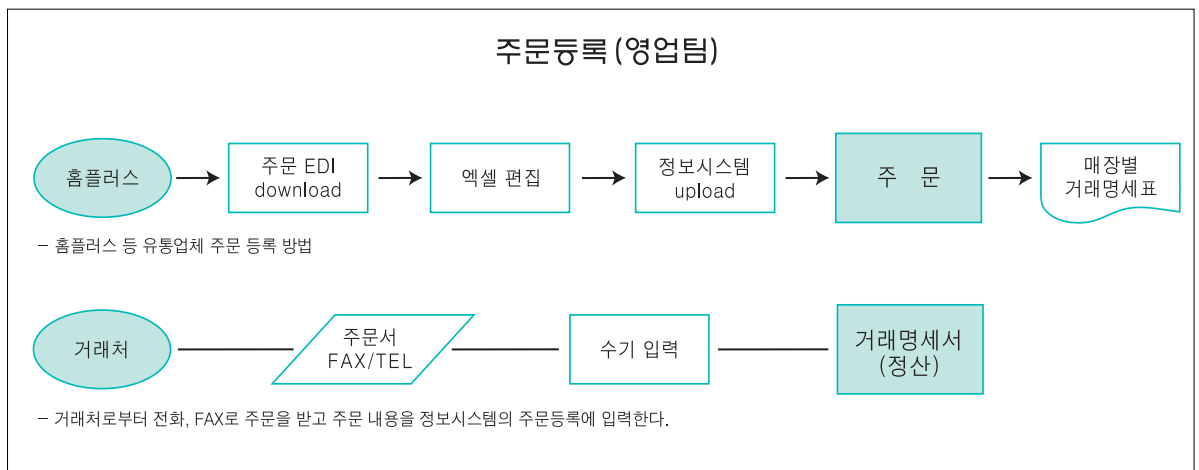 주문등록(영업팀)
홈플러스
주문 EDI
download
엑셀 편집
정보시스템
upload
주 문
매장별
거래명세표
– 홈플러스 등 유통업체 주문 등록 방법
거래처
주문서
FAX/TEL
수기 입력
거래명세서
(정산)
– 거래처로부터 전화, FAX로 주문을 받고 주문 내용을 정보시스템의 주문등록에 입력한다.